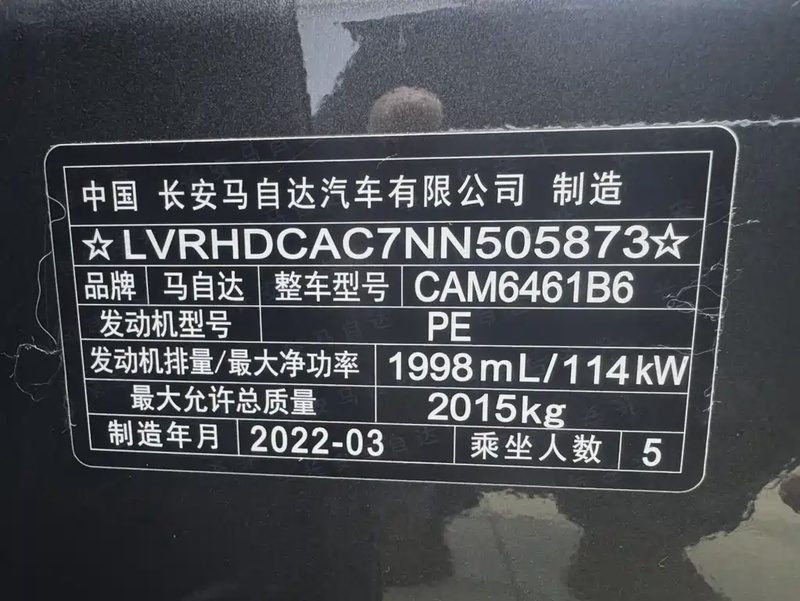 中国 长安马自达汽车有限公司 制造
☆LVRHDCAC7NN505873☆
品牌 马自达 整车型号 CAM6461B6
发动机型号 PE
发动机排量/最大净功率 1998mL/114kW
最大允许总质量 2015kg
制造年月 2022-03 乘坐人数 5